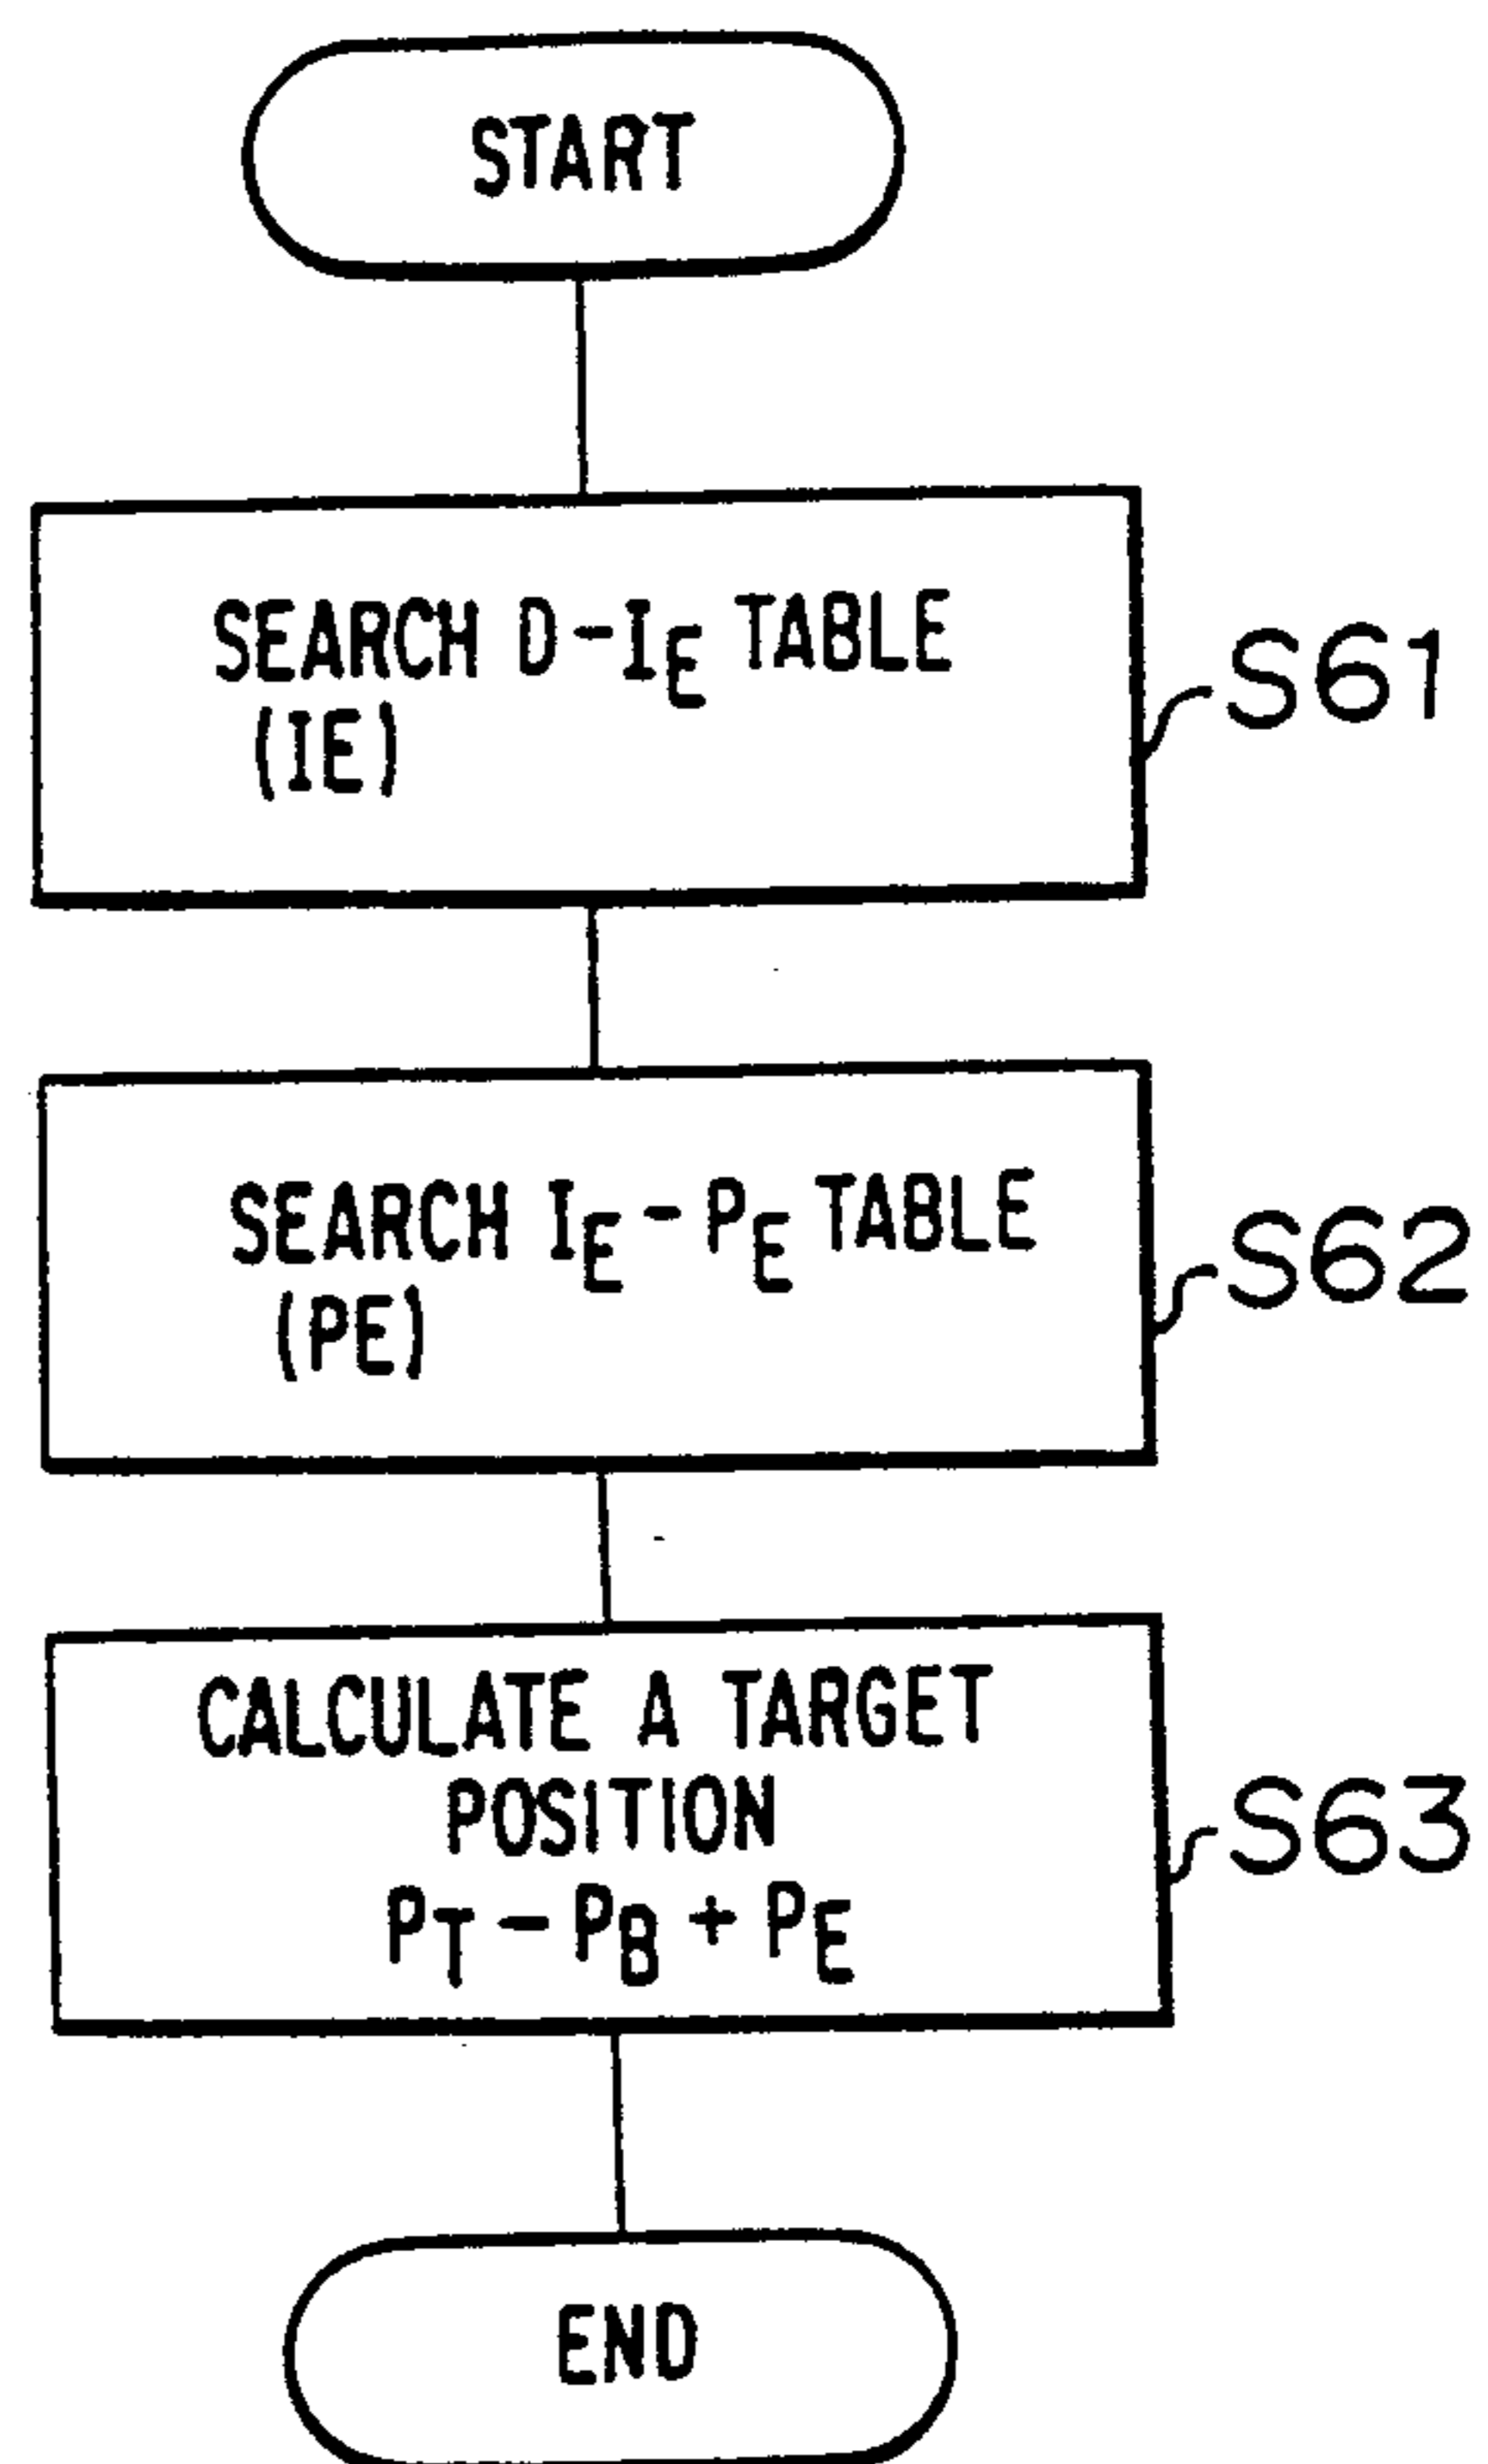 START
SEARCH D-IE TABLE
(IE)
S61
SEARCH IE-PE TABLE
(PE)
S62
CALCULATE A TARGET
POSITION
PT-PB+PE
S63
END